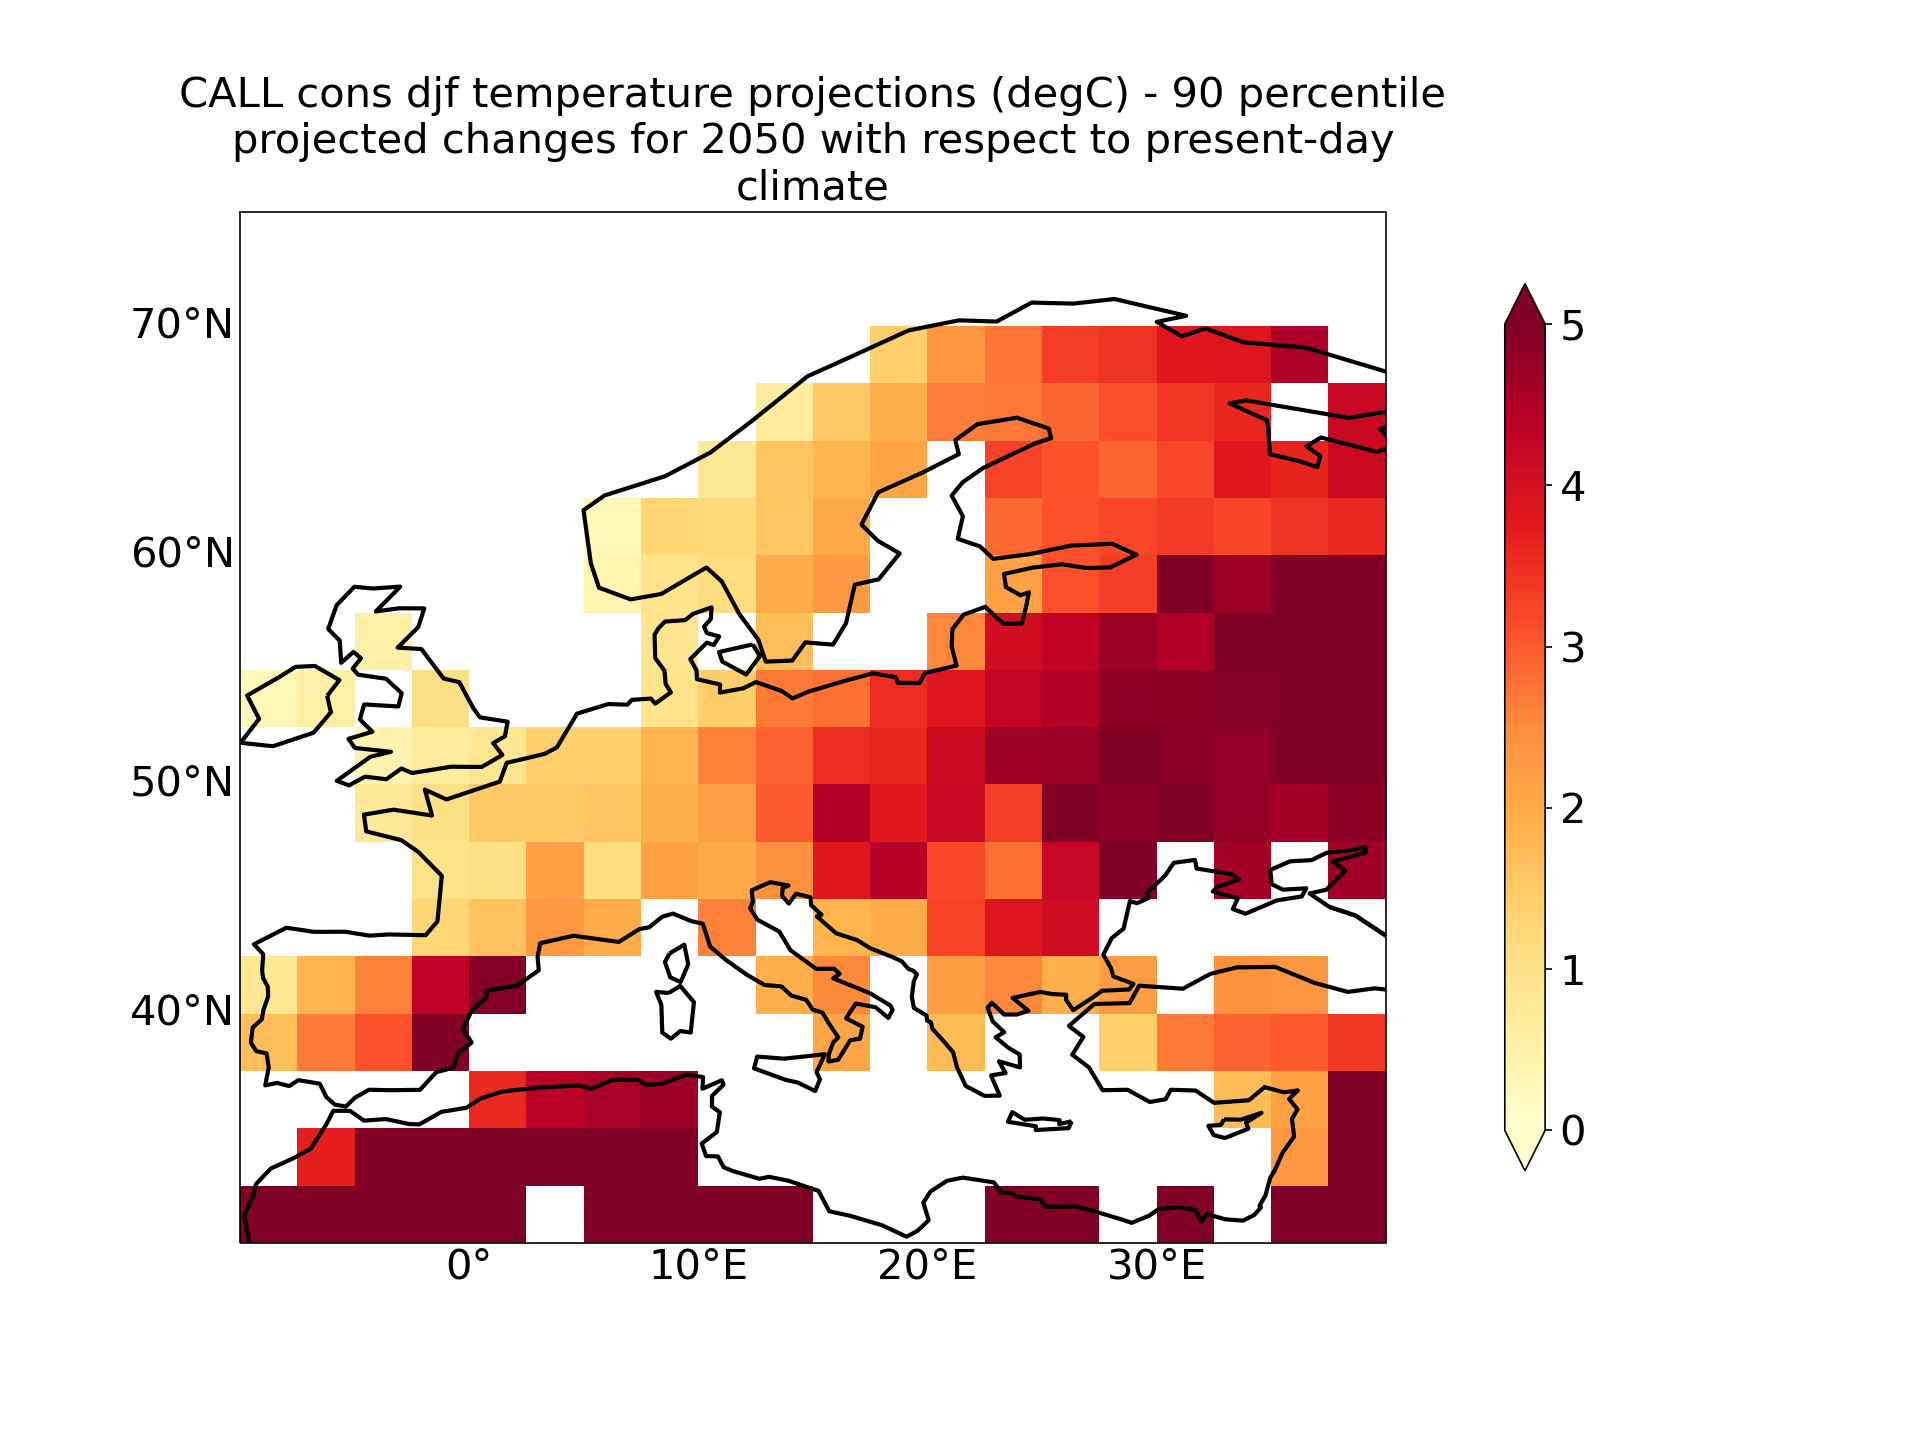 CALL cons djf temperature projections (degC) - 90 percentile
projected changes for 2050 with respect to present-day
climate
70°N
60°N
50°N
40°N
0°
10°E
20°E
30°E
5
4
3
2
1
0